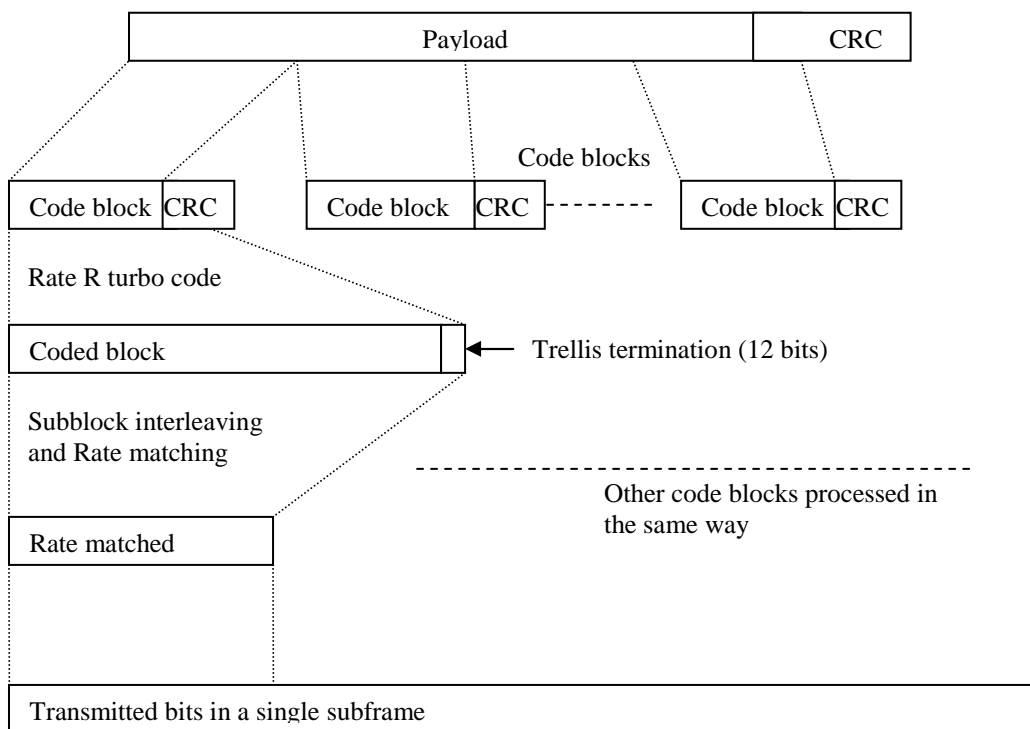 Payload
CRC
Code blocks
Code block
CRC
Code block
CRC
Code block
CRC
Rate R turbo code
Coded block
Trellis termination (12 bits)
Subblock interleaving
and Rate matching
Other code blocks processed in
the same way
Rate matched
Transmitted bits in a single subframe